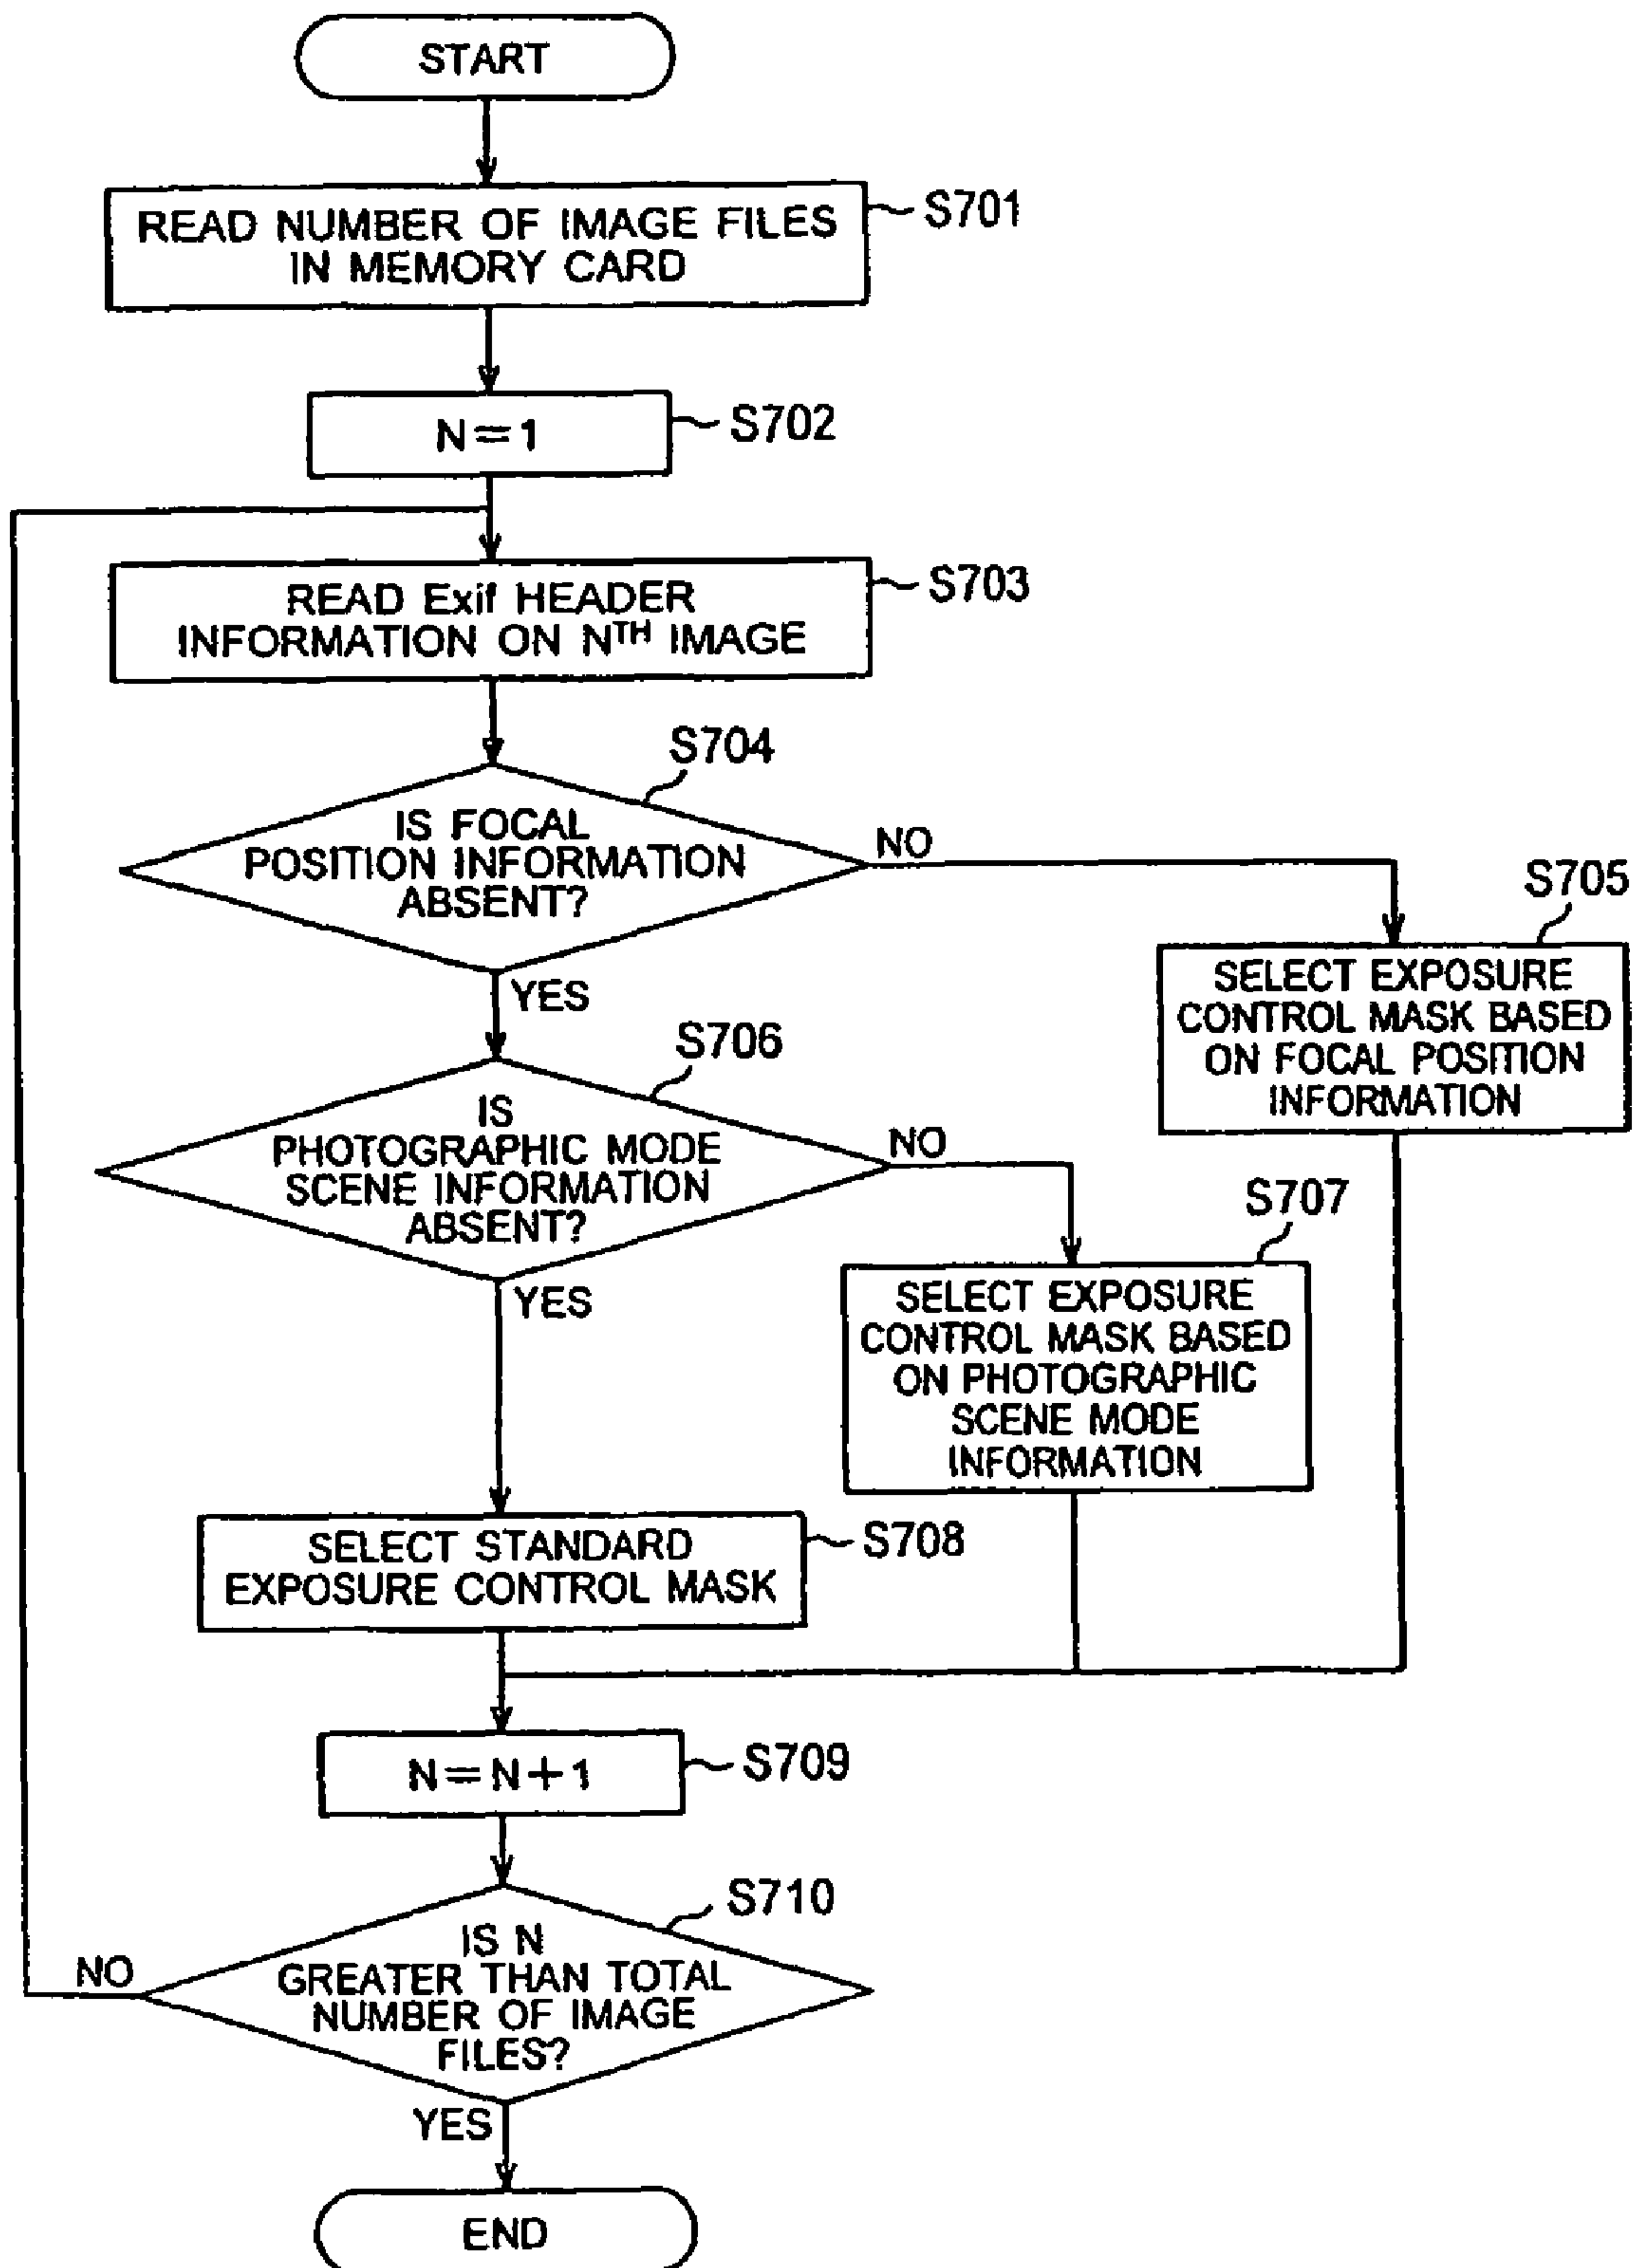 START
READ NUMBER OF IMAGE FILES
IN MEMORY CARD
S701
N=1
S702
READ Exif HEADER
INFORMATION ON NTH IMAGE
S703
S704
IS FOCAL
POSITION INFORMATION
ABSENT?
NO
YES
S705
SELECT EXPOSURE
CONTROL MASK BASED
ON FOCAL POSITION
INFORMATION
S706
IS
PHOTOGRAPHIC MODE
SCENE INFORMATION
ABSENT?
NO
YES
S707
SELECT EXPOSURE
CONTROL MASK BASED
ON PHOTOGRAPHIC
SCENE MODE
INFORMATION
SELECT STANDARD
EXPOSURE CONTROL MASK
S708
N=N+1
S709
S710
IS N
GREATER THAN TOTAL
NUMBER OF IMAGE
FILES?
NO
YES
END